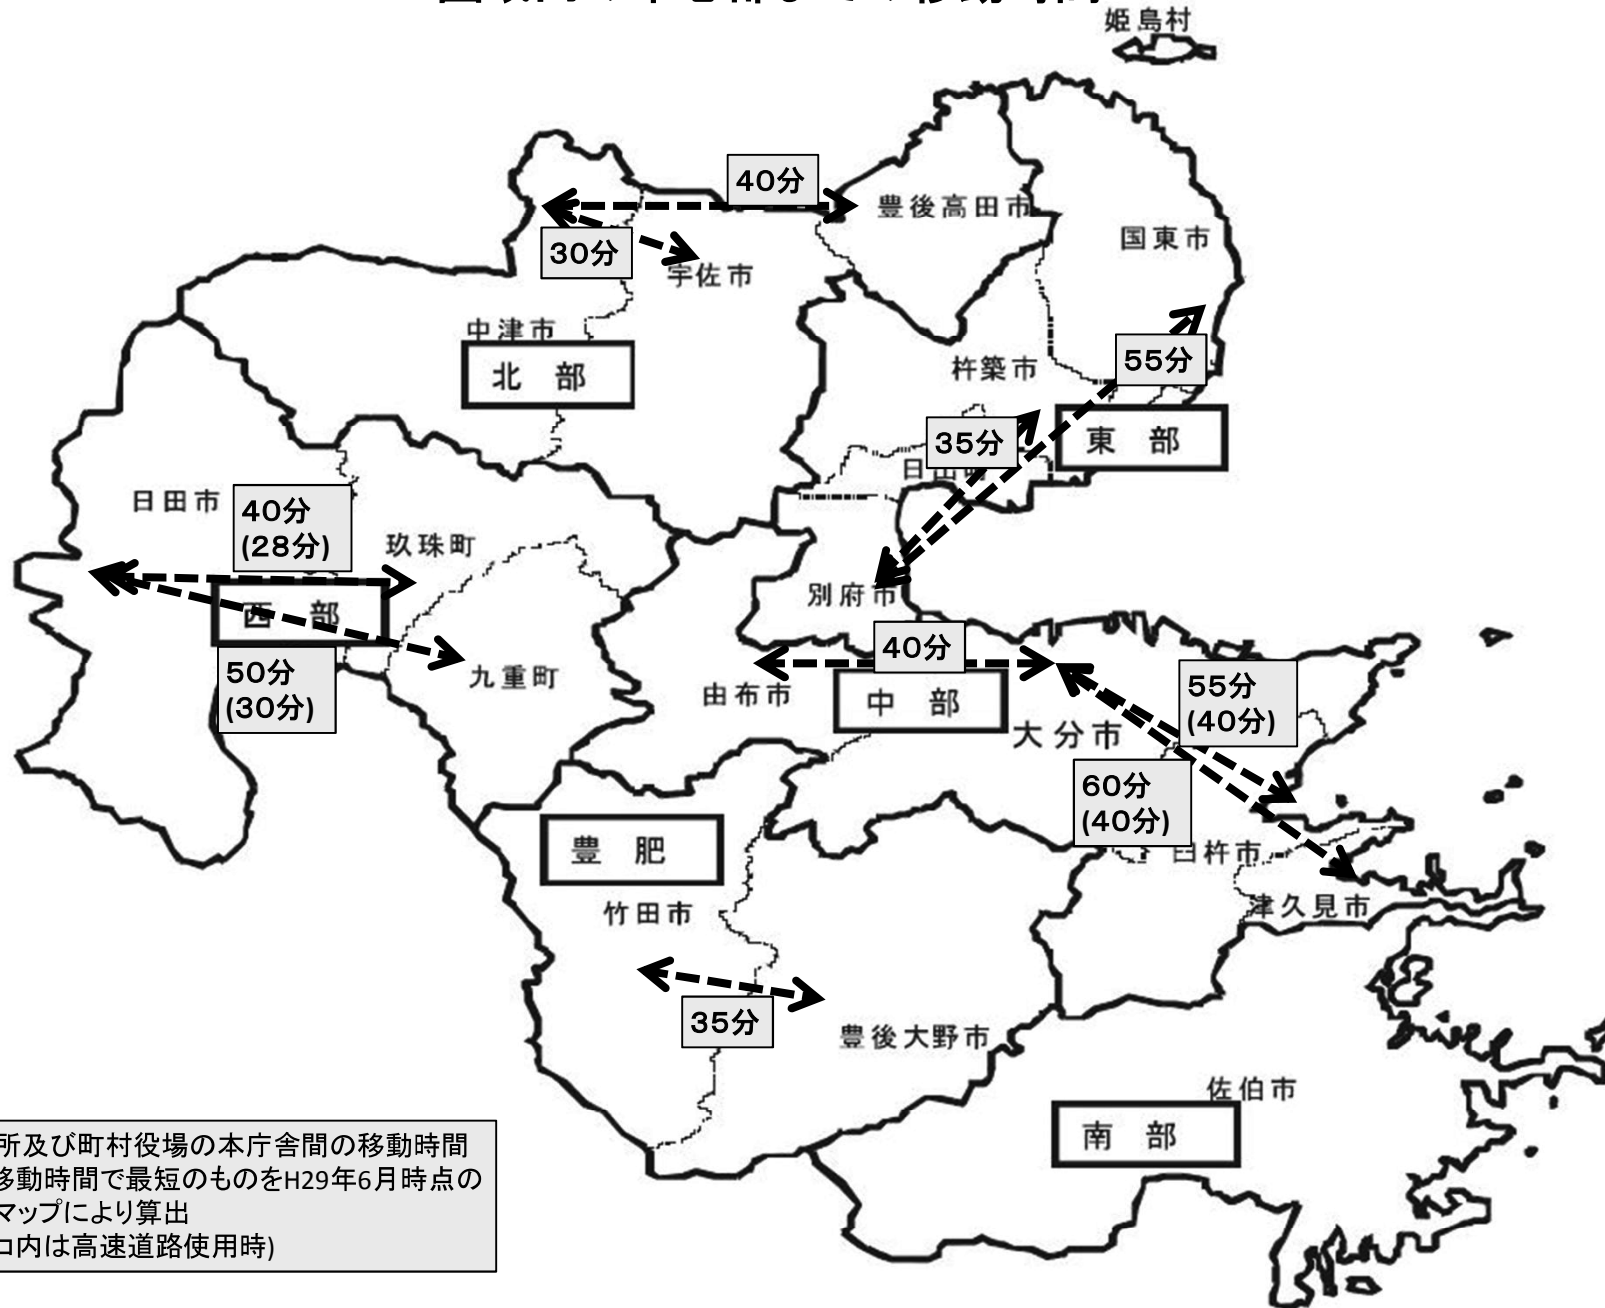 姫島村
40分
豊後高田市
国東市
30分
宇佐市
中津市
北 部
55分
杵築市
35分
東 部
日出町
日田市
40分
(28分)
玖珠町
西 部
別府市
40分
50分
(30分)
九重町
由布市
中 部
55分
(40分)
大分市
60分
(40分)
豊 肥
臼杵市
竹田市
津久見市
35分
豊後大野市
佐伯市
南 部
所及び町村役場の本庁舎間の移動時間
移動時間で最短のものをH29年6月時点の
マップにより算出
コ内は高速道路使用時)